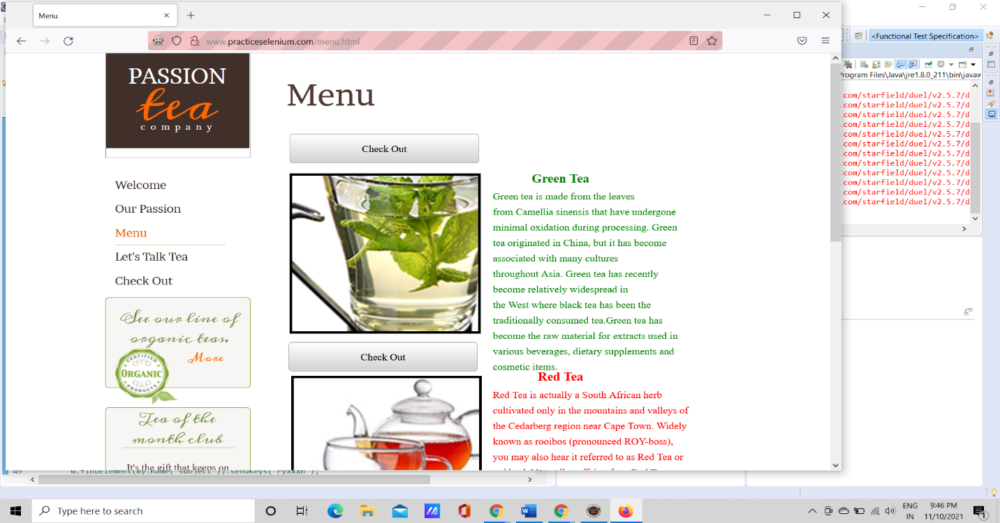 Menu
<Functional Test Specification>
www.practiceselenium.com/menu.html
rogram Files\Java\jre1.8.0_211\bin\javaw
PASSION
tea
company
Menu
.com/starfield/duel/v2.5.7/d
.com/starfield/duel/v2.5.7/d
.com/starfield/duel/v2.5.7/d
.com/starfield/duel/v2.5.7/d
.com/starfield/duel/v2.5.7/d
.com/starfield/duel/v2.5.7/d
.com/starfield/duel/v2.5.7/d
.com/starfield/duel/v2.5.7/d
.com/starfield/duel/v2.5.7/d
.com/starfield/duel/v2.5.7/d
.com/starfield/duel/v2.5.7/d
.com/starfield/duel/v2.5.7/d
Welcome
Our Passion
Menu
Let's Talk Tea
Check Out
See our line of
organic teas.
More
CERTIFIED
ORGANIC
PRODUCTS
Tea of the
month club
It's the gift that keeps on
Check Out
Green Tea
Green tea is made from the leaves
from Camellia sinensis that have undergone
minimal oxidation during processing. Green
tea originated in China, but it has become
associated with many cultures
throughout Asia. Green tea has recently
become relatively widespread in
the West where black tea has been the
traditionally consumed tea.Green tea has
become the raw material for extracts used in
various beverages, dietary supplements and
cosmetic items.
Check Out
Red Tea
Red Tea is actually a South African herb
cultivated only in the mountains and valleys of
the Cedarberg region near Cape Town. Widely
known as rooibos (pronounced ROY-boss),
you may also hear it referred to as Red Tea or
49
Type here to search
ENG
IN
9:46 PM
11/10/2021
1